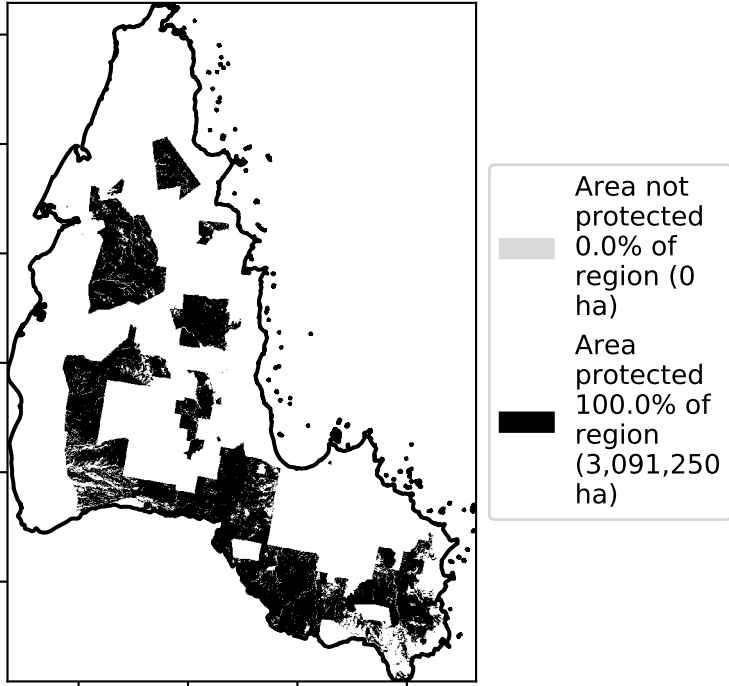 Area not
protected
0.0% of
region (0
ha)
Area
protected
100.0% of
region
(3,091,250
ha)